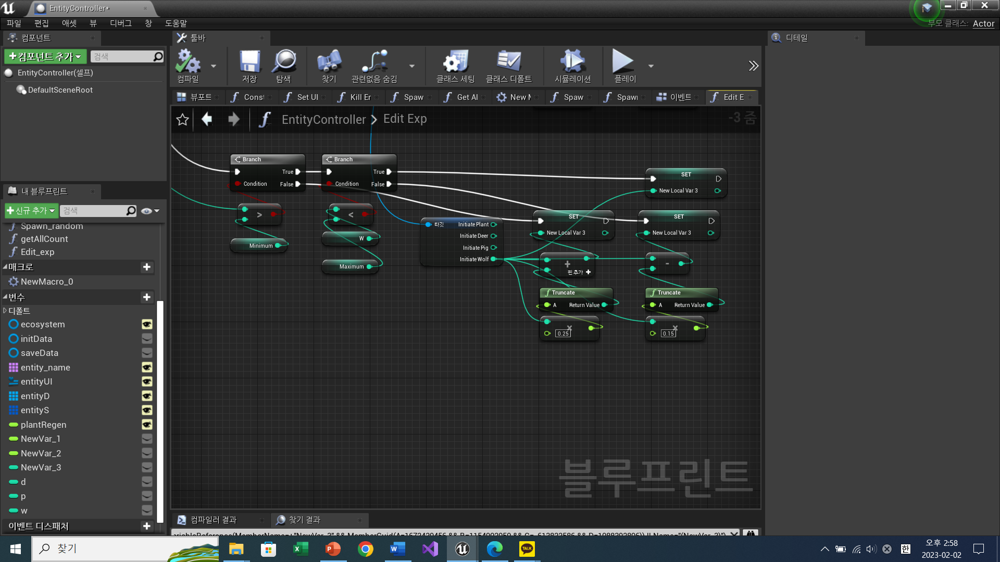 EntityController*
파일 편집 애셋 뷰 디버그 창 도움말
부모 클래스: Actor
컴포넌트
툴바
디테일
컴포넌트 추가
검색
EntityController(셀프)
DefaultSceneRoot
컴파일
저장
탐색
찾기
관련없음 숨김
클래스 세팅
클래스 디폴트
시뮬레이션
플레이
뷰포트
Const
Set UI
Kill Er
Spaw
Get Al
New M
Spaw
Spawn
이벤트
Edit E
EntityController > Edit Exp
-3 줌
내 블루프린트
신규 추가
검색
Spawn_random
getAllCount
Edit_exp
매크로
NewMacro_0
변수
디폴트
ecosystem
initData
saveData
entity_name
entityUI
entityD
entityS
plantRegen
NewVar_1
NewVar_2
NewVar_3
d
p
w
이벤트 디스패처
Branch
True
Condition
False
>
Minimum
Branch
True
Condition
False
<
W
Maximum
타깃
Initiate Plant
Initiate Deer
Initiate Pig
Initiate Wolf
SET
New Local Var 3
SET
New Local Var 3
SET
New Local Var 3
+
핀 추가 +
-
Truncate
A
Return Value
Truncate
A
Return Value
×
0.25
×
0.15
블루프린트
컴파일러 결과
찾기 결과
찾기
TALK
한
오후 2:58
2023-02-02